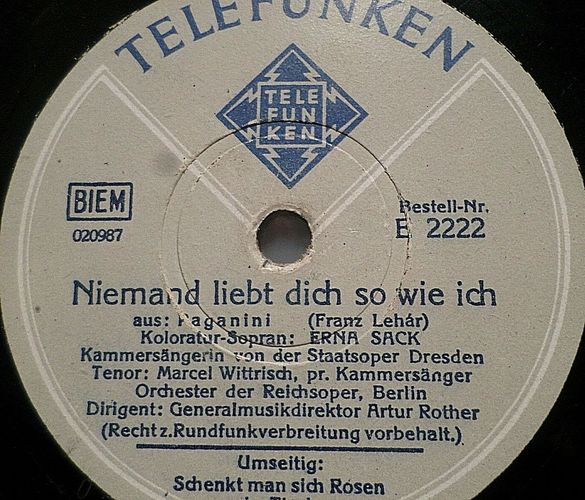 TELEFUNKEN
TELE
FUN
KEN
BIEM
020987
Bestell-Nr.
E 2222
Niemand liebt dich so wie ich
aus: Paganini (Franz Lehár)
Koloratur-Sopran: ERNA SACK
Kammersängerin von der Staatsoper Dresden
Tenor: Marcel Wittrisch, pr. Kammersänger
Orchester der Reichsoper, Berlin
Dirigent: Generalmusikdirektor Artur Rother
(Recht z. Rundfunkverbreitung vorbehalt.)
Umseitig:
Schenkt man sich Rosen